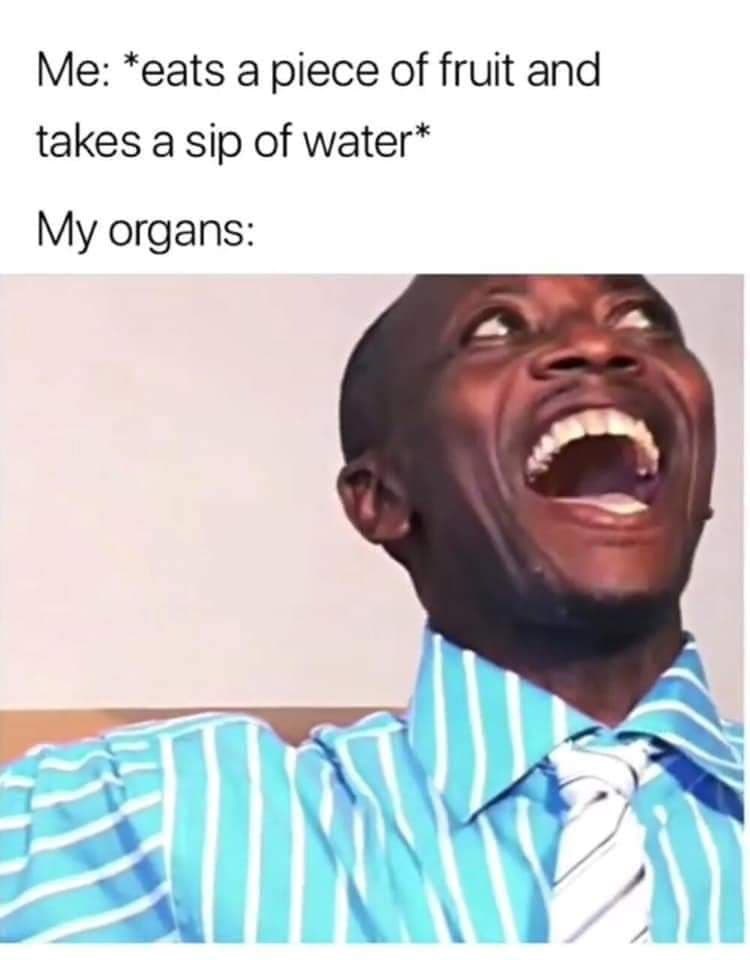 Me: *eats a piece of fruit and
takes a sip of water*
My organs: